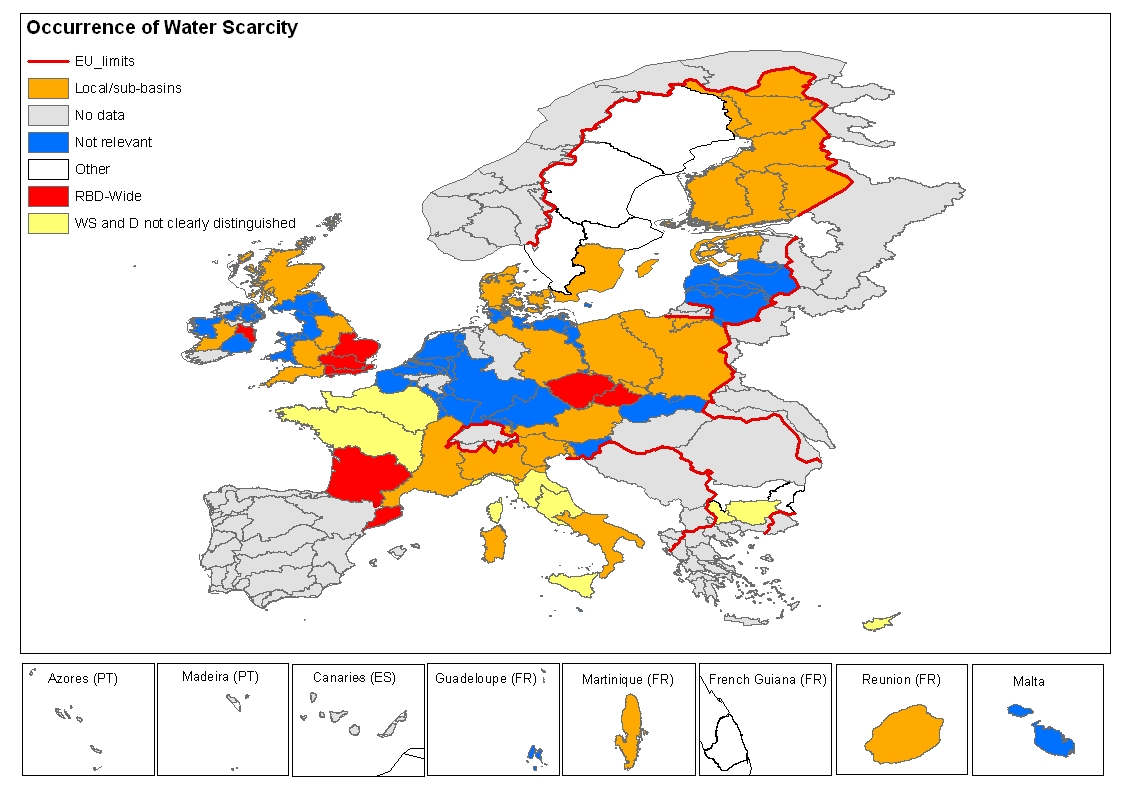 Occurrence of Water Scarcity
EU_limits
Local/sub-basins
No data
Not relevant
Other
RBD-Wide
WS and D not clearly distinguished
Azores (PT)
Madeira (PT)
Canaries (ES)
Guadeloupe (FR)
Martinique (FR)
French Guiana (FR)
Reunion (FR)
Malta